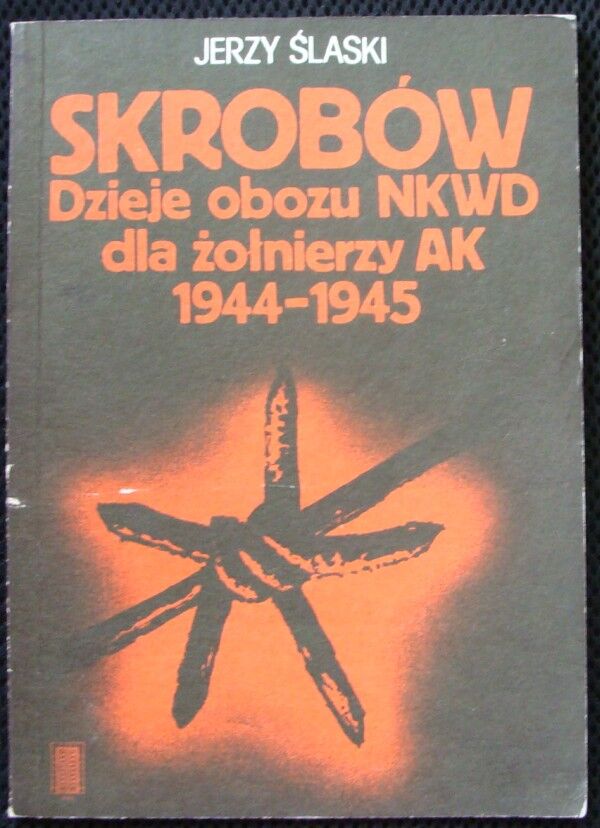 JERZY ŚLASKI
SKROBÓW
Dzieje obozu NKWD
dla żołnierzy AK
1944-1945